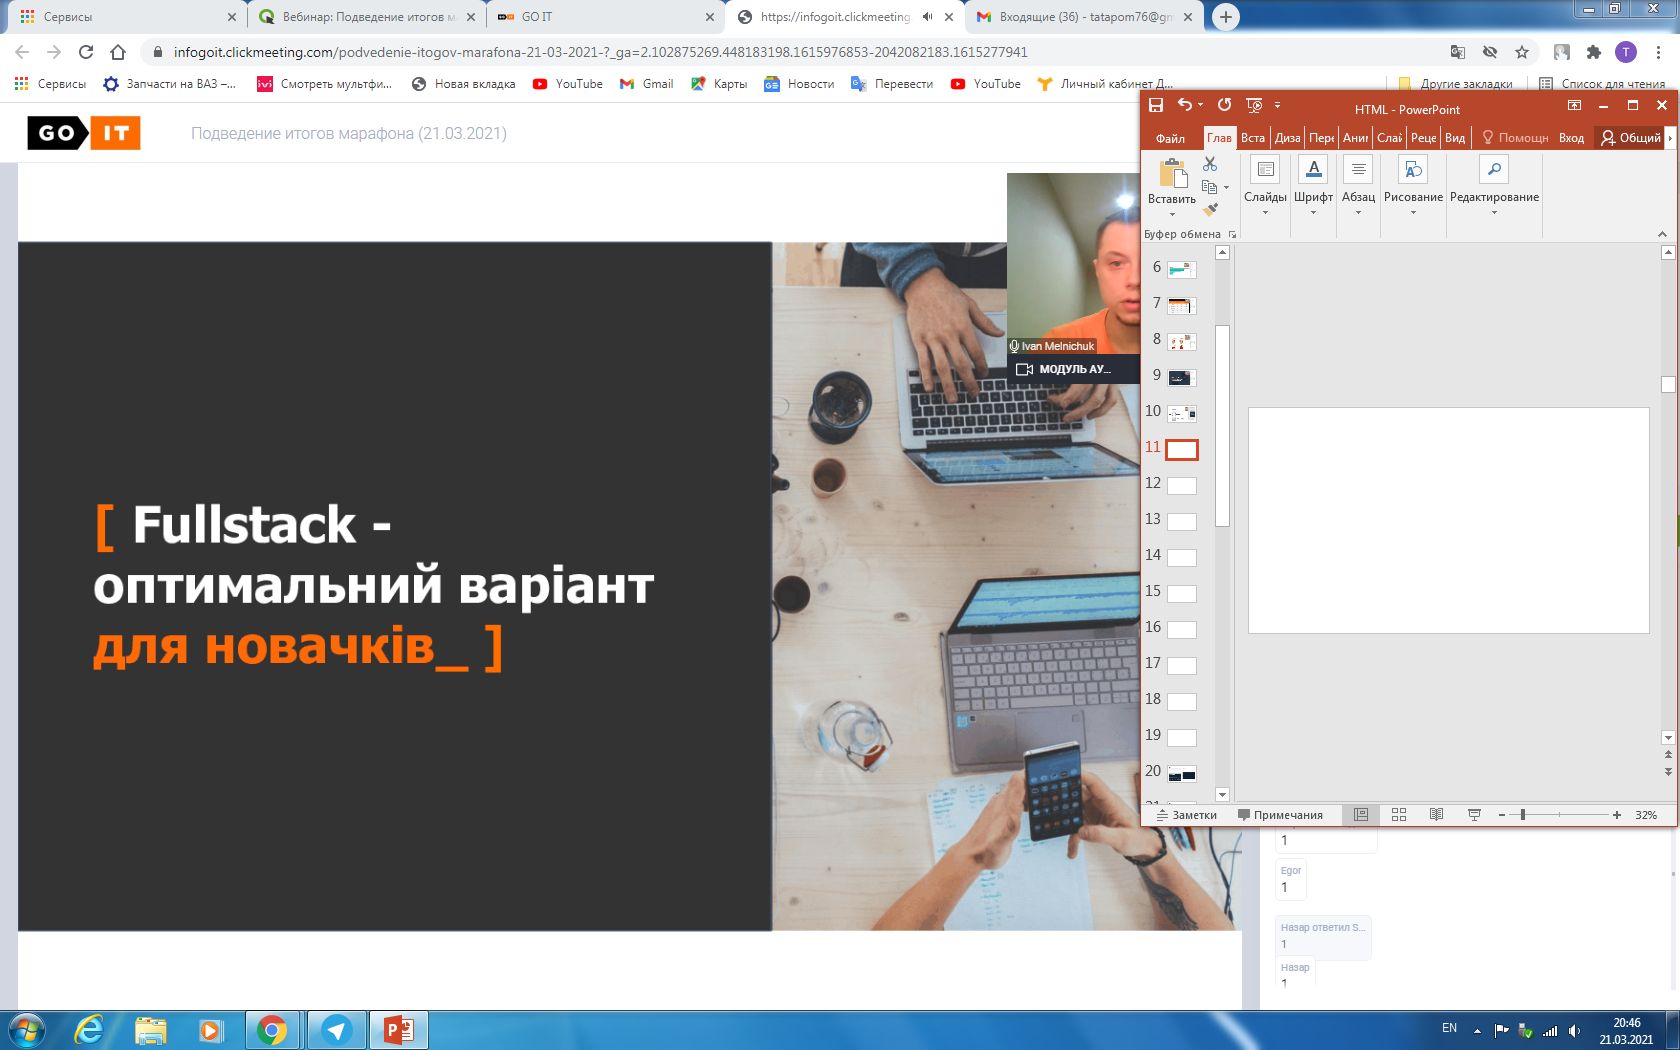 Сервисы
Вебинар: Подведение итогов м
GO IT
https://infogoit.clickmeeting.
Входящие (36) - tatapom76@gm
infogoit.clickmeeting.com/podvedenie-itogov-marafona-21-03-2021-?_ga=2.102875269.448183198.1615976853-2042082183.1615277941
T
Сервисы
Запчасти на ВАЗ –...
ivi
Смотреть мультфи...
Новая вкладка
YouTube
Gmail
Карты
Новости
Перевести
YouTube
Личный кабинет Д...
Другие закладки
Список для чтения
GO IT
Подведение итогов марафона (21.03.2021)
[ Fullstack -
оптимальний варіант
для новачків_ ]
Ivan Melnichuk
МОДУЛЬ АУ...
HTML - PowerPoint
Файл
Глав
Вста
Диза
Пере
Аним
Слай
Реце
Вид
Помощн
Вход
Общий
Вставить
Слайды
Шрифт
Абзац
Рисование
Редактирование
Буфер обмена
6
7
8
9
10
11
12
13
14
15
16
17
18
19
20
21
Заметки
Примечания
32%
1
Egor
1
Назар ответил S...
1
Назар
1
EN
20:46
21.03.2021